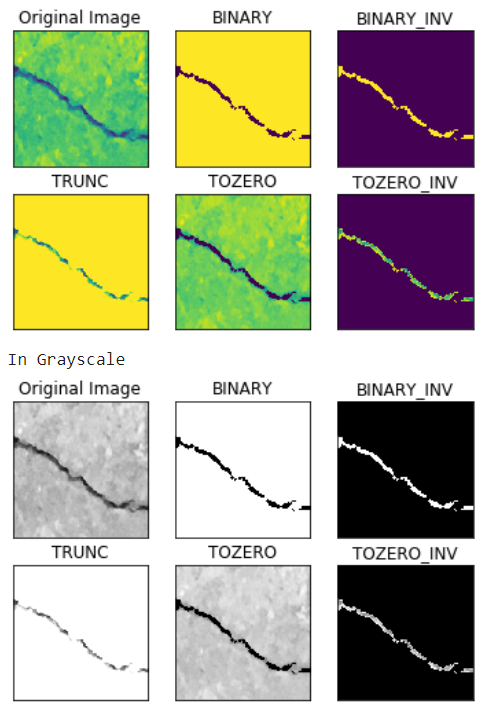 Original Image BINARY BINARY_INV
TRUNC TOZERO TOZERO_INV
In Grayscale
Original Image BINARY BINARY_INV
TRUNC TOZERO TOZERO_INV